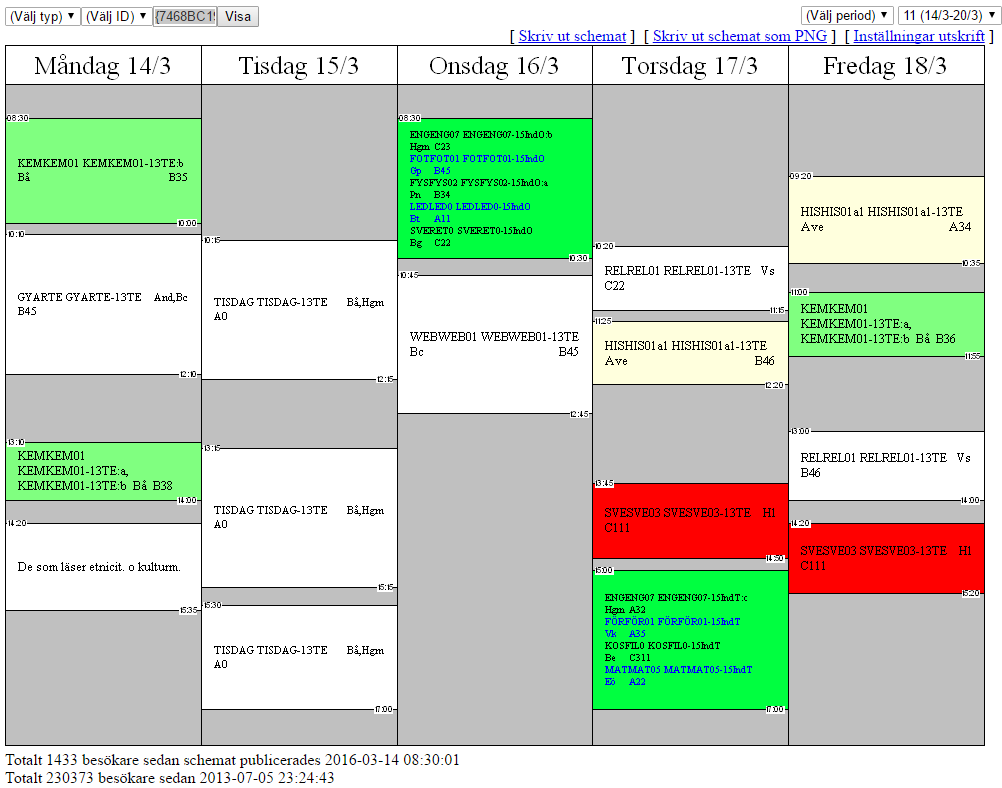 (Välj typ) (Välj ID) {7468BC19 Visa (Välj period) 11 (14/3-20/3)
[ Skriv ut schemat ] [ Skriv ut schemat som PNG ] [ Inställningar utskrift ]
Måndag 14/3 Tisdag 15/3 Onsdag 16/3 Torsdag 17/3 Fredag 18/3
08:30
KEMKEM01 KEMKEM01-13TE:b
Bå B35
10:00
10:10
GYARTE GYARTE-13TE And,Bc
B45
12:10
13:10
KEMKEM01
KEMKEM01-13TE:a,
KEMKEM01-13TE:b Bå B38
14:00
14:20
De som läser etnicit. o kulturm.
15:35
10:15
TISDAG TISDAG-13TE Bå,Hgm
A0
12:15
13:15
TISDAG TISDAG-13TE Bå,Hgm
A0
15:15
15:30
TISDAG TISDAG-13TE Bå,Hgm
A0
17:00
08:30
ENGENG07 ENGENG07-15IndO:b
Hgm C23
FOTFOT01 FOTFOT01-15IndO
Gp B45
FYSFYS02 FYSFYS02-15IndO:a
Pn B34
LEDLED0 LEDLED0-15IndO
Bt A11
SVERET0 SVERET0-15IndO
Bg C22
10:30
10:45
WEBWEB01 WEBWEB01-13TE
Bc B45
12:45
10:20
RELREL01 RELREL01-13TE Vs
C22
11:15
11:25
HISHIS01a1 HISHIS01a1-13TE
Ave B46
12:20
13:45
SVESVE03 SVESVE03-13TE H1
C111
14:50
15:00
ENGENG07 ENGENG07-15IndT:c
Hgm A32
FÖRFÖR01 FÖRFÖR01-15IndT
Vk A35
KOSFIL0 KOSFIL0-15IndT
Be C311
MATMAT05 MATMAT05-15IndT
Eö A22
17:00
09:20
HISHIS01a1 HISHIS01a1-13TE
Ave A34
10:35
11:00
KEMKEM01
KEMKEM01-13TE:a,
KEMKEM01-13TE:b Bå B36
11:55
13:00
RELREL01 RELREL01-13TE Vs
B46
14:00
14:20
SVESVE03 SVESVE03-13TE H1
C111
15:20
Totalt 1433 besökare sedan schemat publicerades 2016-03-14 08:30:01
Totalt 230373 besökare sedan 2013-07-05 23:24:43